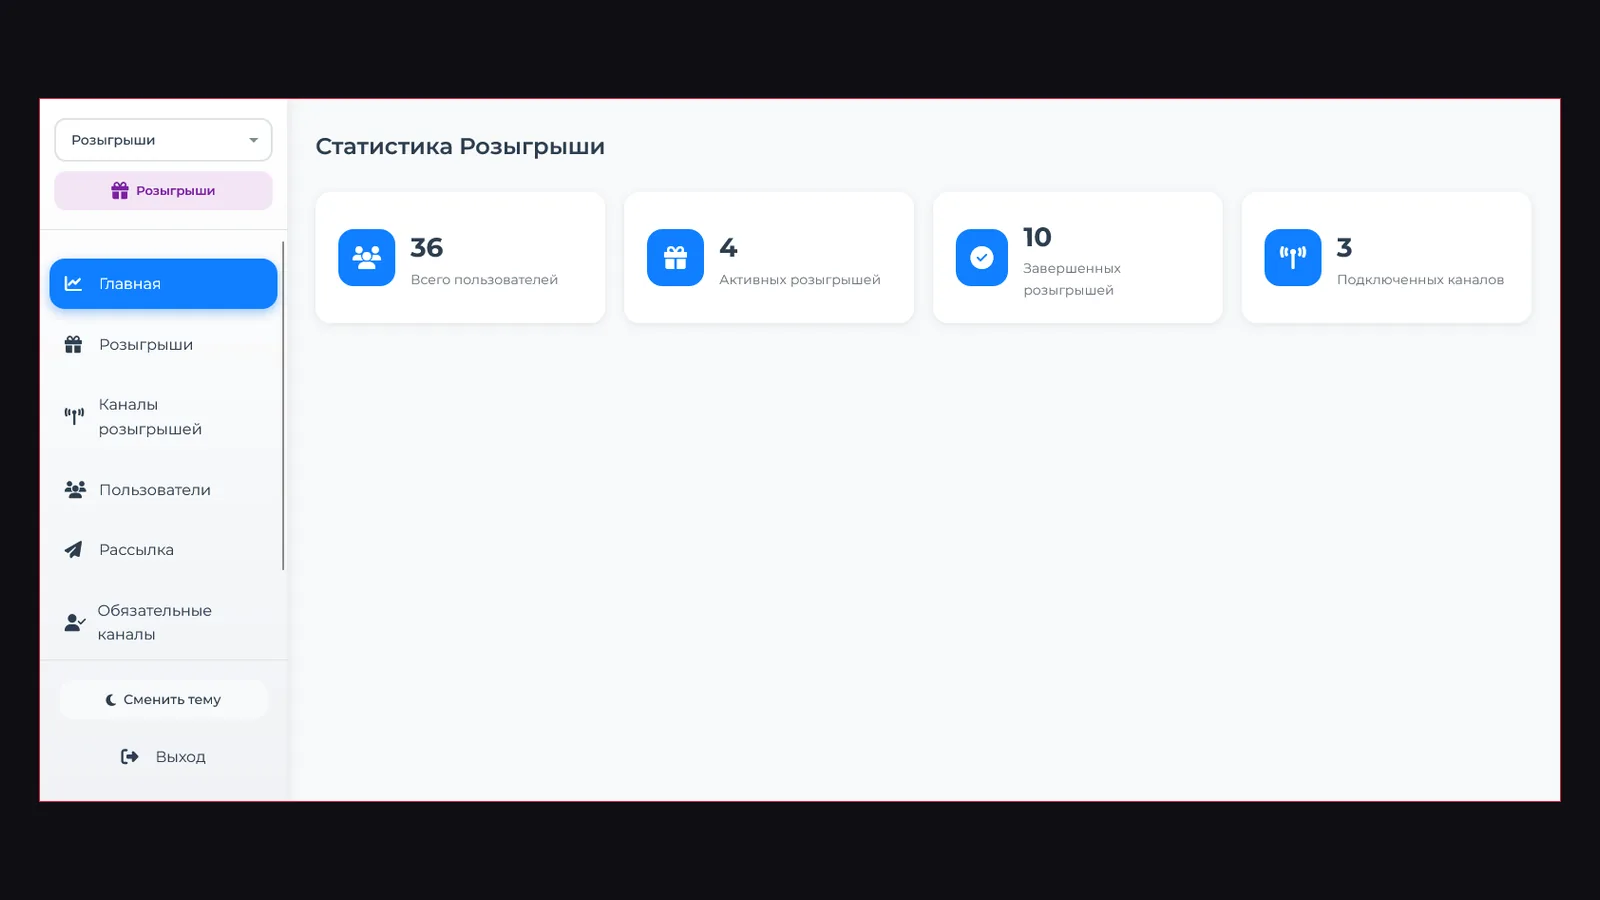 Розыгрыши
Розыгрыши
Главная
Розыгрыши
Каналы
розыгрышей
Пользователи
Рассылка
Обязательные
каналы
Сменить тему
Выход
Статистика Розыгрыши
36
Всего пользователей
4
Активных розыгрышей
10
Завершенных
розыгрышей
3
Подключенных каналов